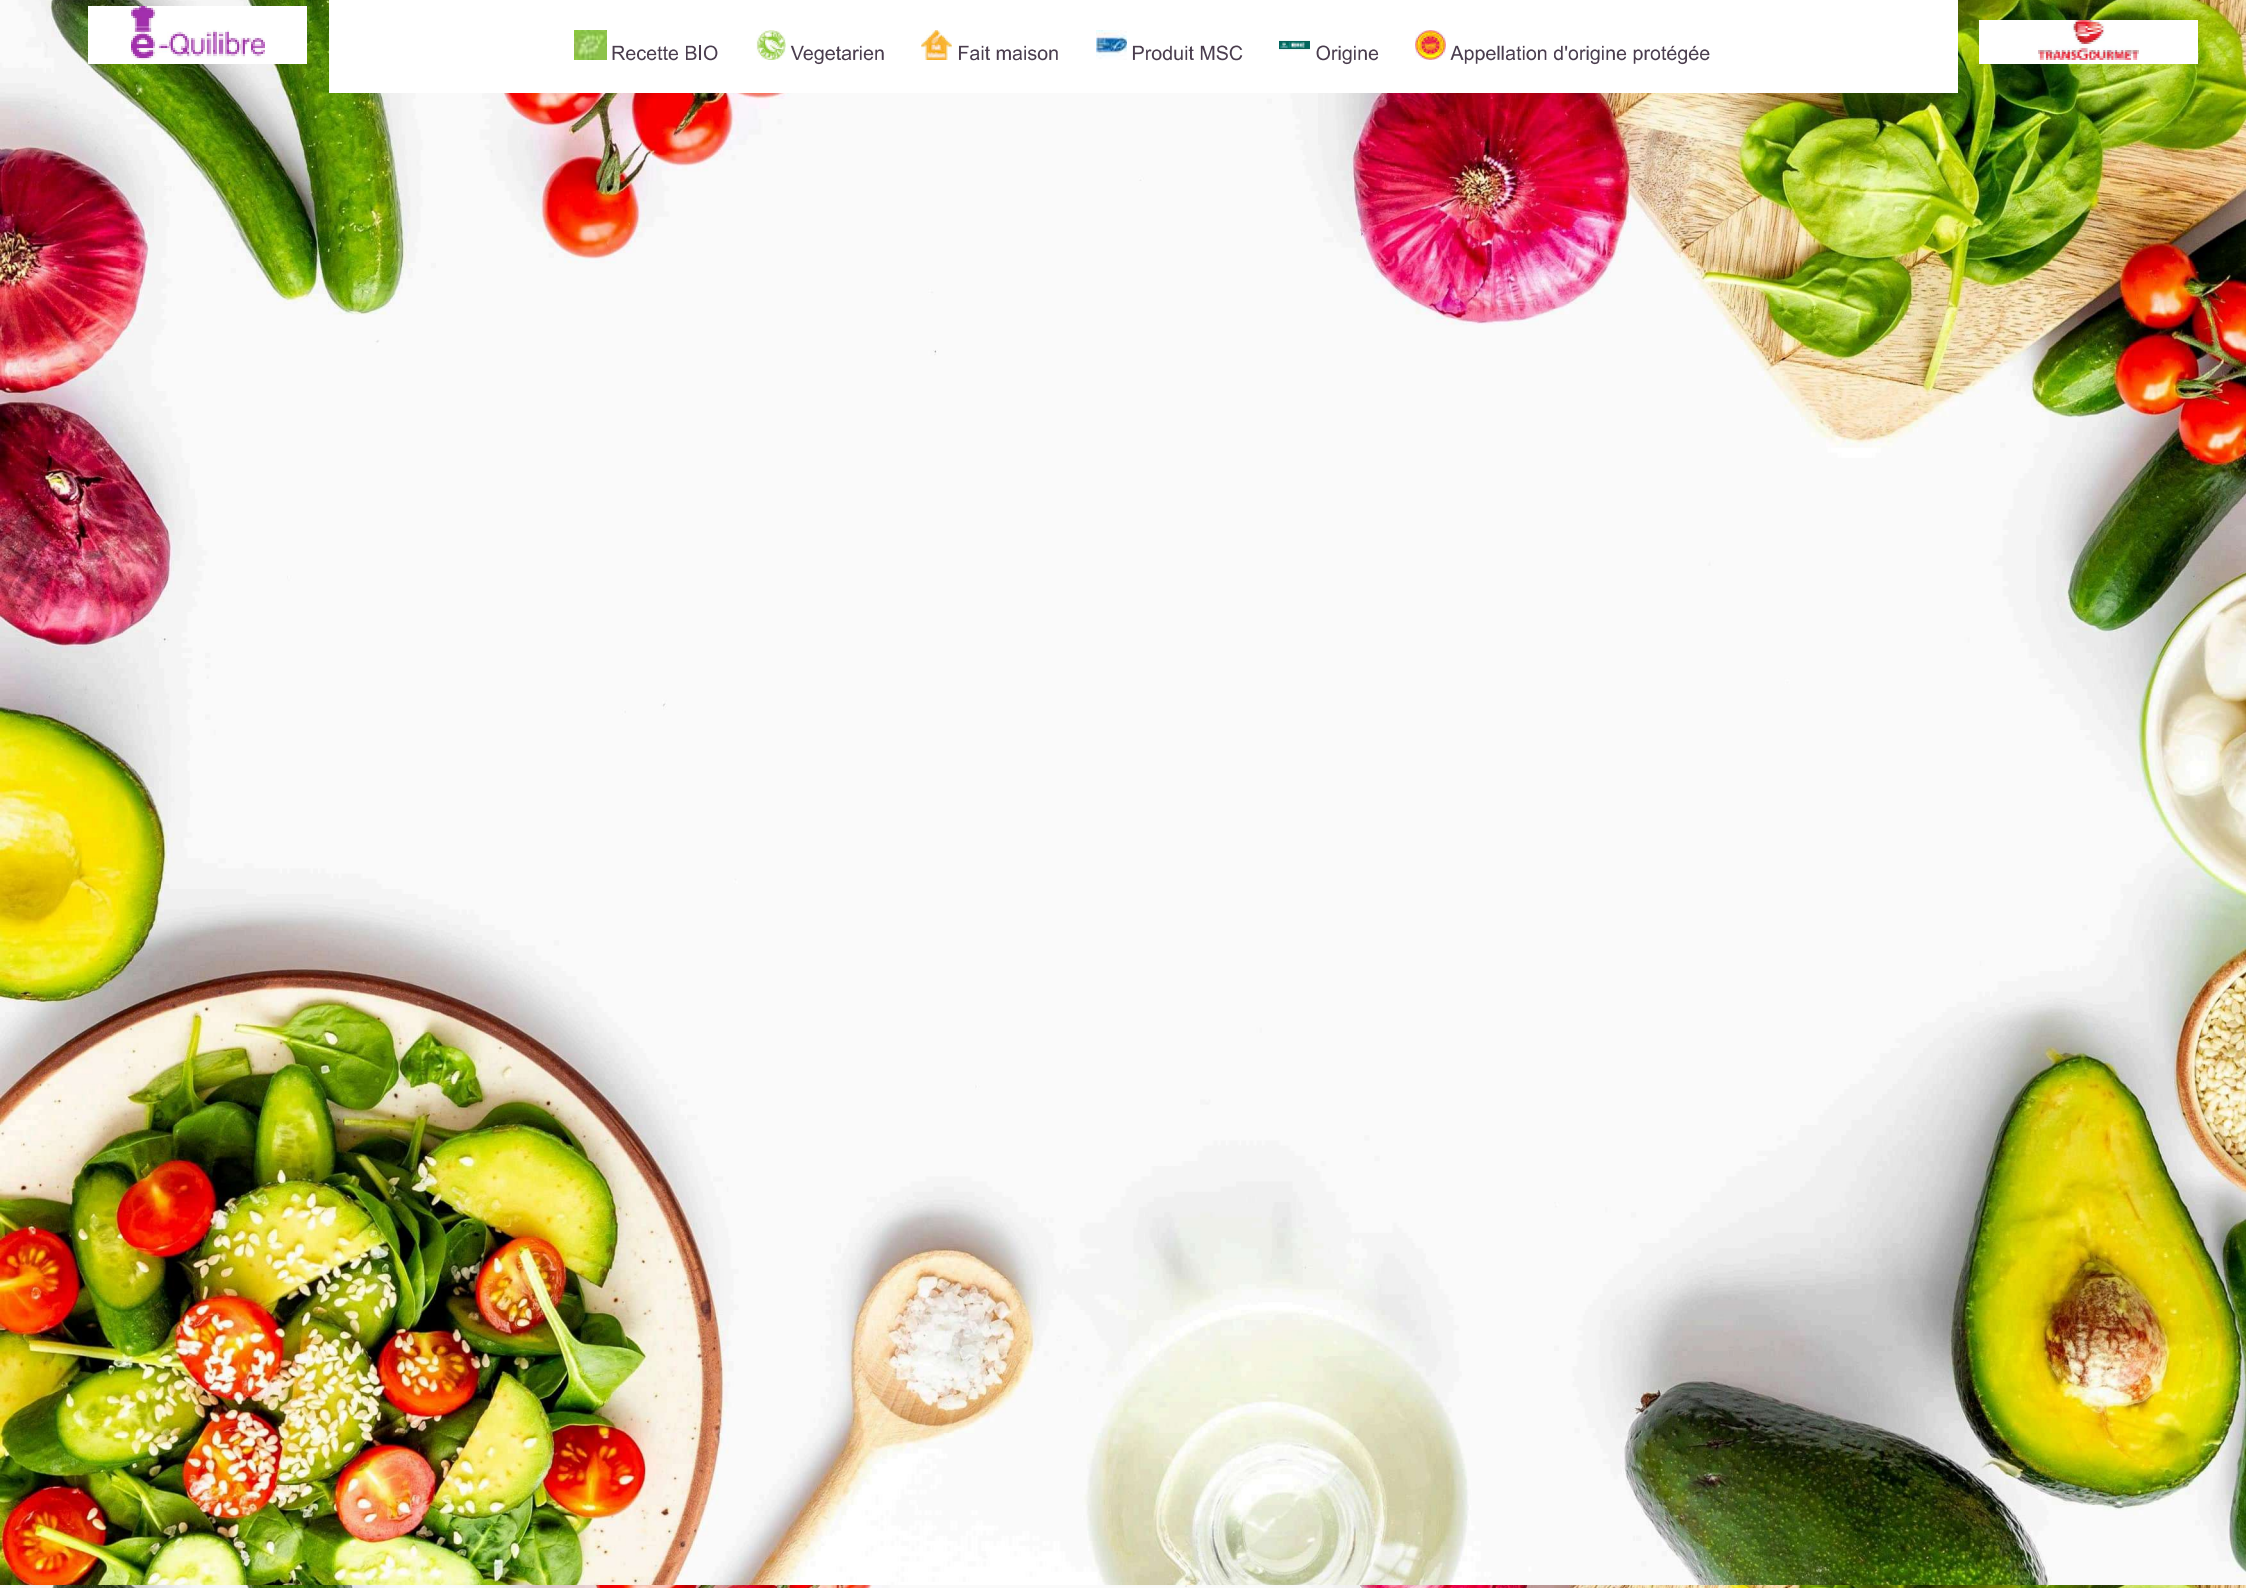 e-Quilibre
Recette BIO Vegetarien Fait maison Produit MSC Origine Appellation d'origine protégée
TRANSGOURMET